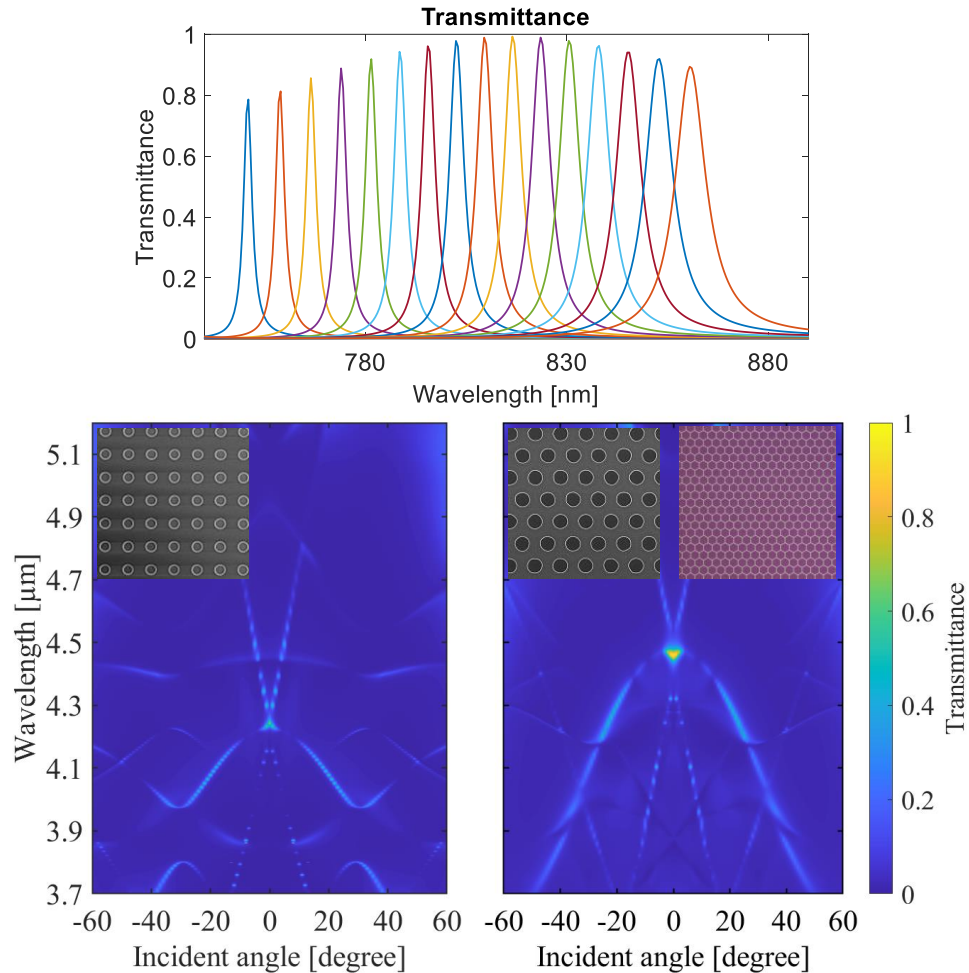 Transmittance
1
0.8
0.6
0.4
0.2
0
Transmittance
780 830 880
Wavelength [nm]
5.1
4.9
4.7
4.5
4.3
4.1
3.9
3.7
Wavelength [μm]
-60 -40 -20 0 20 40 60
Incident angle [degree]
-60 -40 -20 0 20 40 60
Incident angle [degree]
1
0.8
0.6
0.4
0.2
0
Transmittance